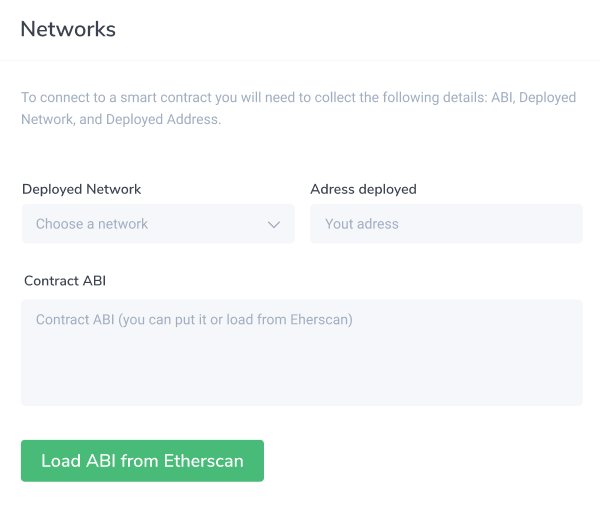 Networks
To connect to a smart contract you will need to collect the following details: ABI, Deployed
Network, and Deployed Address.
Deployed Network
Adress deployed
Choose a network
Yout adress
Contract ABI
Contract ABI (you can put it or load from Eherscan)
Load ABI from Etherscan